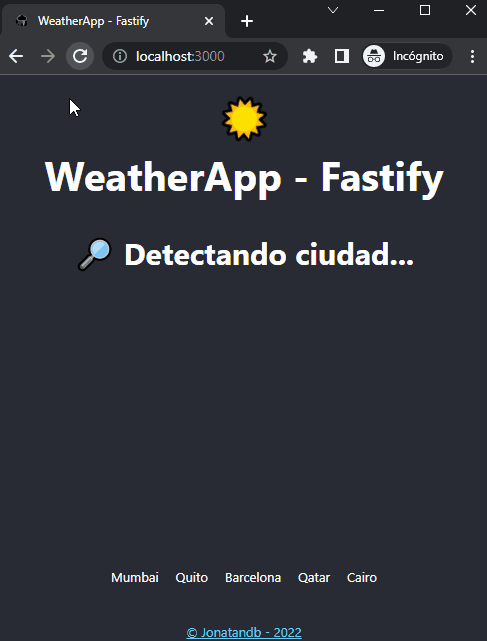 WeatherApp - Fastify
localhost:3000
Incógnito
WeatherApp - Fastify
Detectando ciudad...
Mumbai Quito Barcelona Qatar Cairo
© Jonatandb - 2022